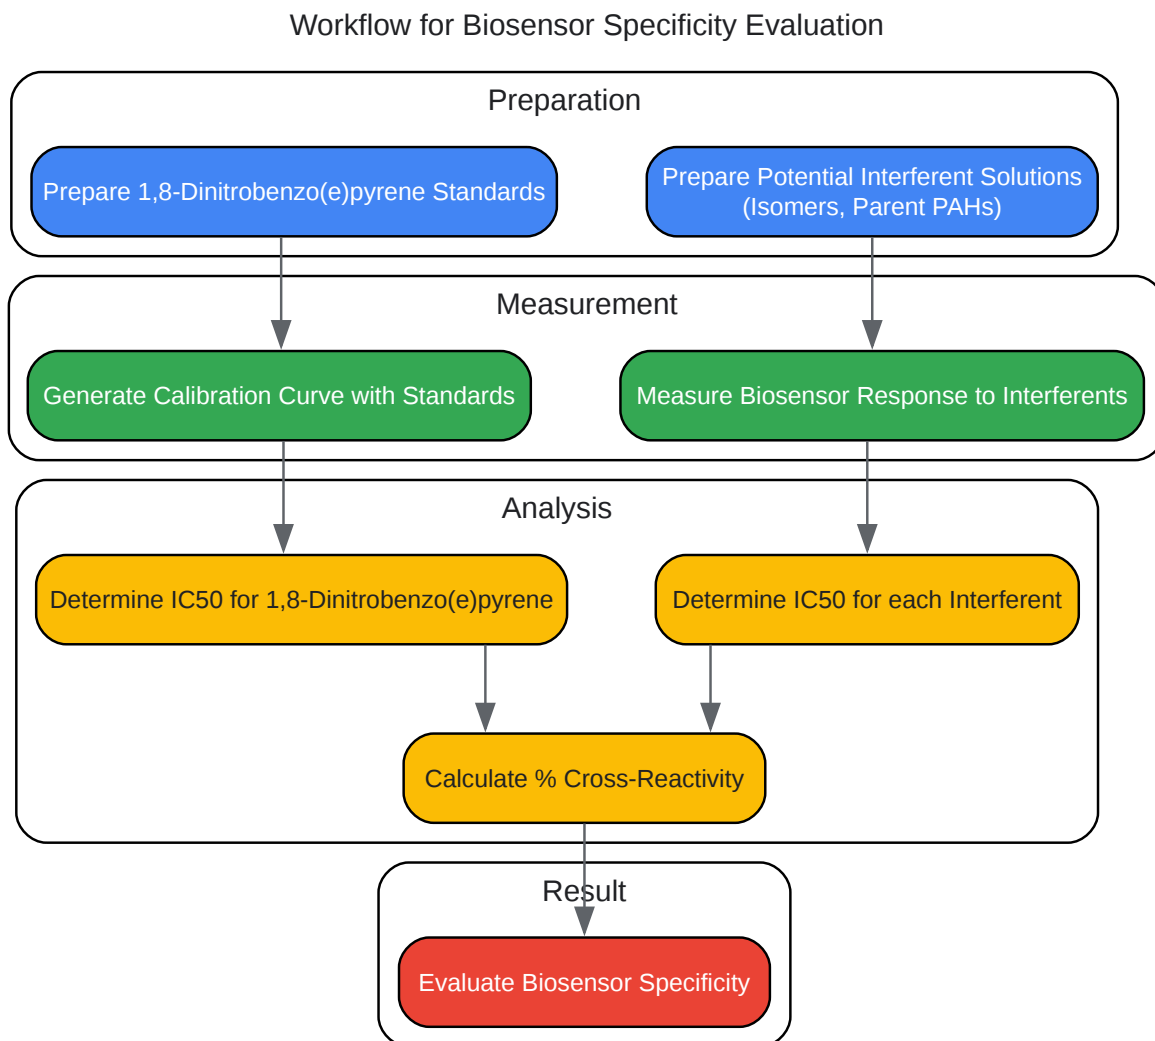 Workflow for Biosensor Specificity Evaluation
Preparation
Prepare 1,8-Dinitrobenzo(e)pyrene Standards
Prepare Potential Interferent Solutions
(Isomers, Parent PAHs)
Measurement
Generate Calibration Curve with Standards
Measure Biosensor Response to Interferents
Analysis
Determine IC50 for 1,8-Dinitrobenzo(e)pyrene
Determine IC50 for each Interferent
Calculate % Cross-Reactivity
Result
Evaluate Biosensor Specificity